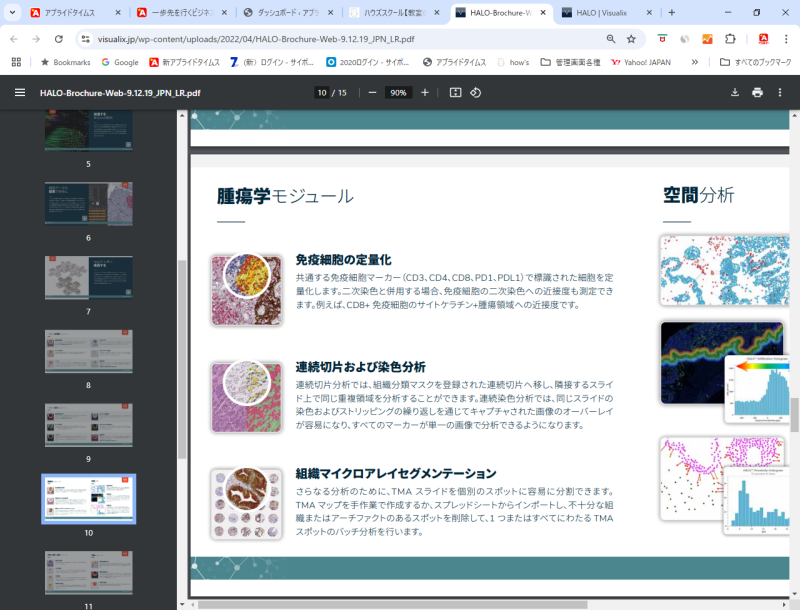 アプライドタイムス
一歩先を行くビジネス
ダッシュボード ‹ アプラ
ハウズスクール【教室
HALO-Brochure-W
HALO | Visualix
visualix.jp/wp-content/uploads/2022/04/HALO-Brochure-Web-9.12.19_JPN_LR.pdf
Bookmarks
Google
新アプライドタイムス
（新）ログイン - サイボ...
2020ログイン - サイボ...
アプライドタイムス
how's
管理画面各種
Yahoo! JAPAN
すべてのブックマーク
HALO-Brochure-Web-9.12.19_JPN_LR.pdf
10 / 15
90%
5
6
7
8
9
10
11
腫瘍学モジュール
免疫細胞の定量化
共通する免疫細胞マーカー（CD3、CD4、CD8、PD1、PDL1）で標識された細胞を定
量化します。二次染色と併用する場合、免疫細胞の二次染色への近接度も測定でき
ます。例えば、CD8+ 免疫細胞のサイトケラチン+腫瘍領域への近接度です。
連続切片および染色分析
連続切片分析では、組織分類マスクを登録された連続切片へ移し、隣接するスライ
ド上で同じ重複領域を分析することができます。連続染色分析では、同じスライドの
染色およびストリッピングの繰り返しを通じてキャプチャされた画像のオーバーレイ
が容易になり、すべてのマーカーが単一の画像で分析できるようになります。
組織マイクロアレイセグメンテーション
さらなる分析のために、TMA スライドを個別のスポットに容易に分割できます。
TMA マップを手作業で作成するか、スプレッドシートからインポートし、不十分な組
織またはアーチファクトのあるスポットを削除して、1 つまたはすべてにわたる TMA
スポットのバッチ分析を行います。
空間分析